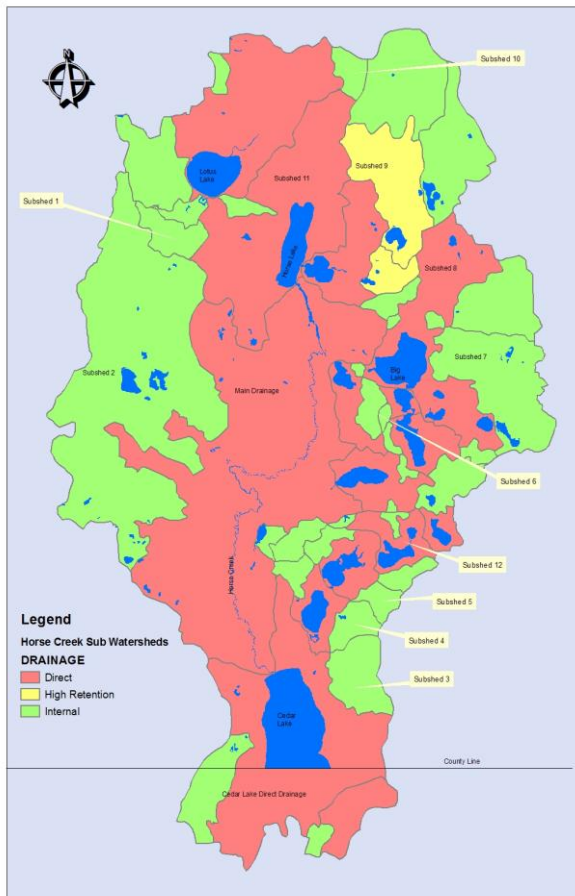 Subshed 10
Subshed 9
Lotus
Lake
Subshed 11
Subshed 1
Horse Lake
Subshed 8
Subshed 7
Big
Lake
Subshed 2
Main Drainage
Subshed 6
Subshed 12
Horse Creek
Subshed 5
Subshed 4
Subshed 3
Legend
Horse Creek Sub Watersheds
DRAINAGE
Direct
High Retention
Internal
Cedar
Lake
County Line
Cedar Lake Direct Drainage